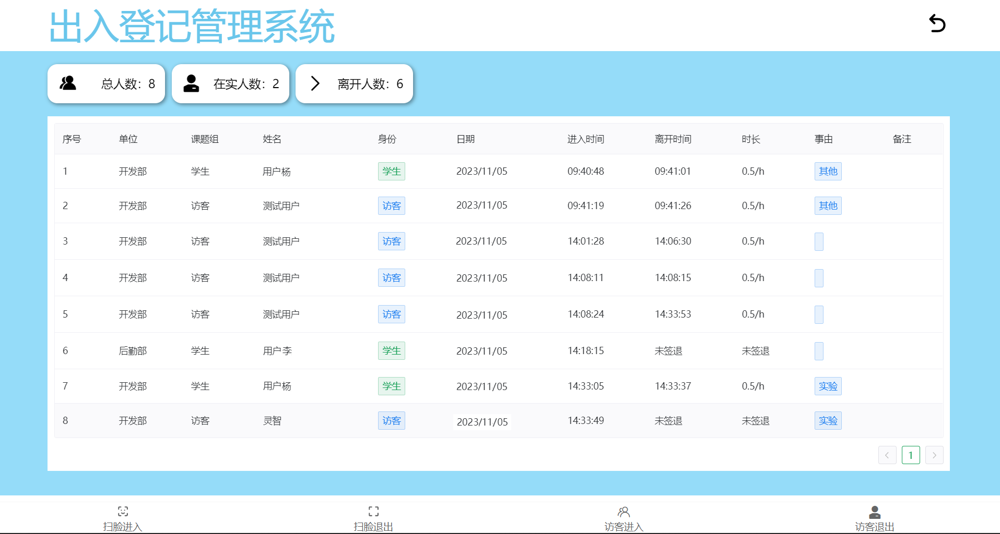 出入登记管理系统
总人数：8 在实人数：2 离开人数：6
序号 单位 课题组 姓名 身份 日期 进入时间 离开时间 时长 事由 备注
1 开发部 学生 用户杨 学生 2023/11/05 09:40:48 09:41:01 0.5/h 其他
2 开发部 访客 测试用户 访客 2023/11/05 09:41:19 09:41:26 0.5/h 其他
3 开发部 访客 测试用户 访客 2023/11/05 14:01:28 14:06:30 0.5/h
4 开发部 访客 测试用户 访客 2023/11/05 14:08:11 14:08:15 0.5/h
5 开发部 访客 测试用户 访客 2023/11/05 14:08:24 14:33:53 0.5/h
6 后勤部 学生 用户李 学生 2023/11/05 14:18:15 未签退 未签退
7 开发部 学生 用户杨 学生 2023/11/05 14:33:05 14:33:37 0.5/h 实验
8 开发部 访客 灵智 访客 2023/11/05 14:33:49 未签退 未签退 实验
1
扫脸进入 扫脸退出 访客进入 访客退出